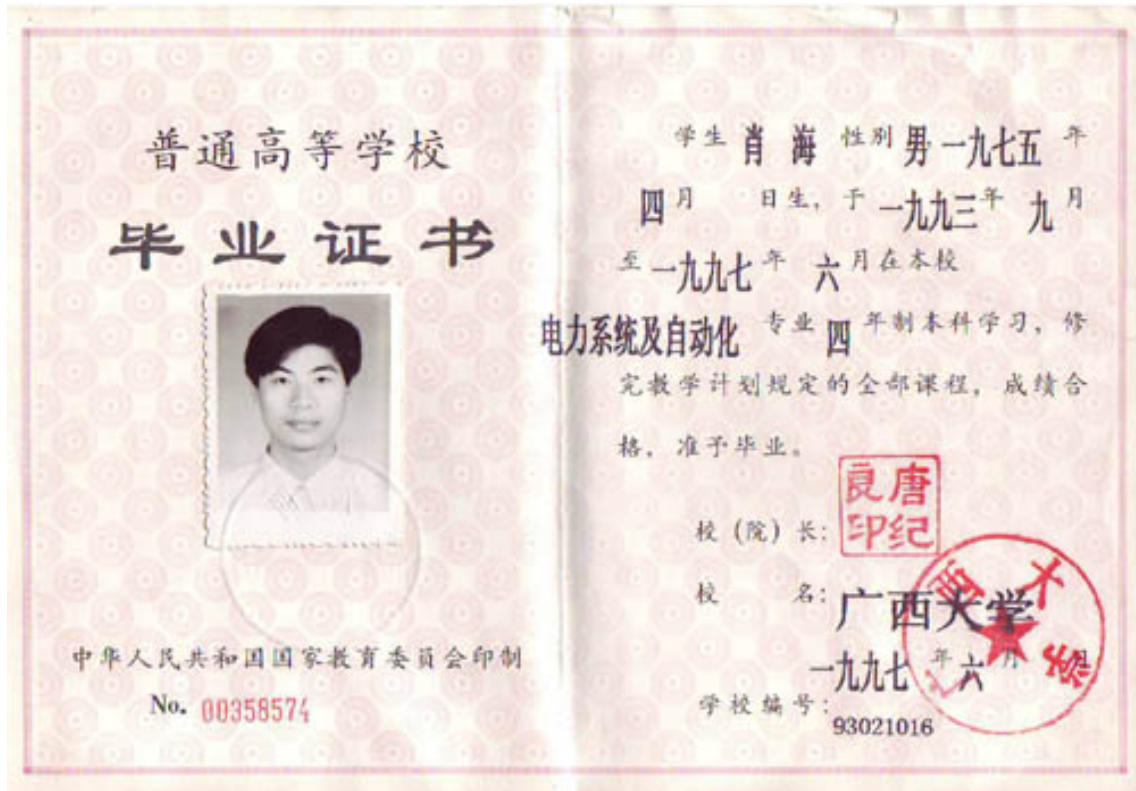 普通高等学校
毕业证书
中华人民共和国国家教育委员会印制
No. 00358574
学生 肖 海 性别 男 一九七五 年
四 月 日生, 于 一九九三 年 九 月
至 一九九七 年 六 月在本校
电力系统及自动化 专业 四 年制本科学习, 修
完教学计划规定的全部课程, 成绩合
格, 准予毕业。
校 (院) 长:
唐纪良印
校 名: 广西大学
西大学
一九九七 年 六 月 日
学校编号: 93021016